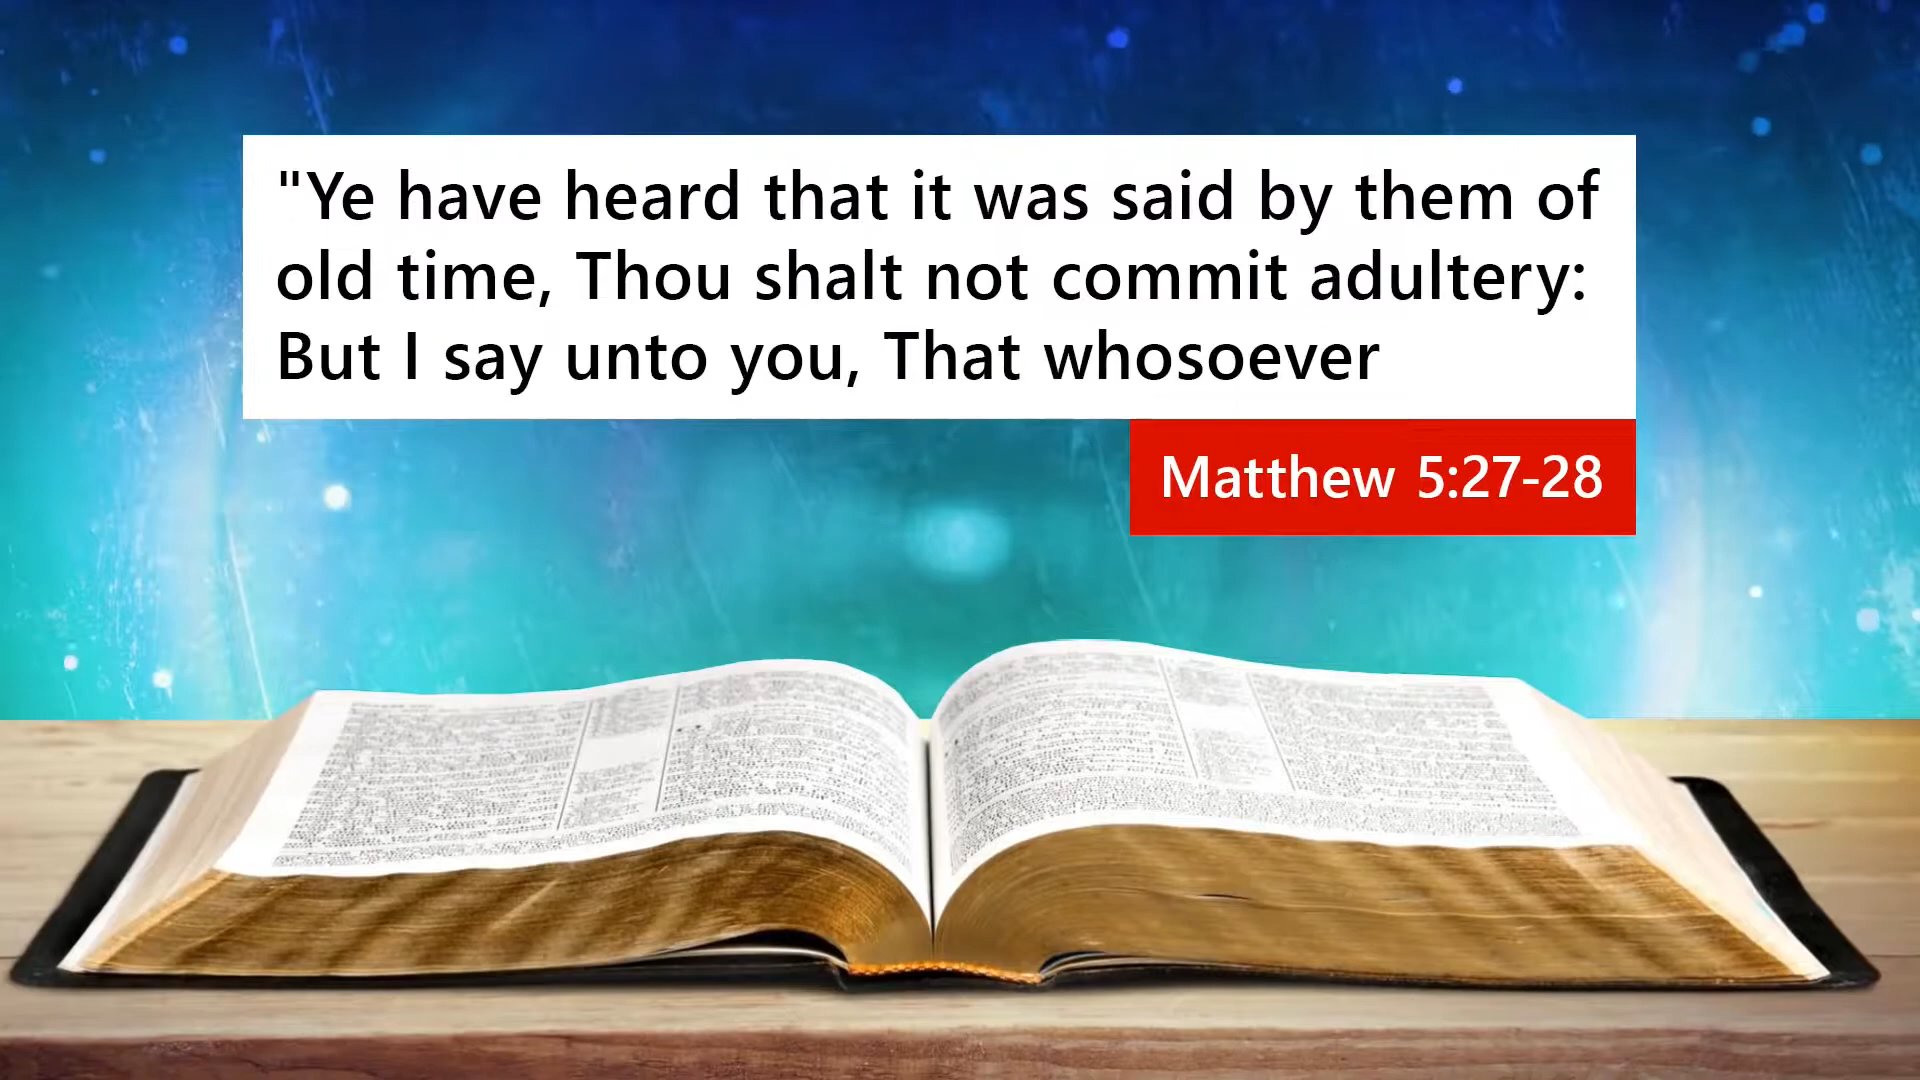 "Ye have heard that it was said by them of
old time, Thou shalt not commit adultery:
But I say unto you, That whosoever
Matthew 5:27-28